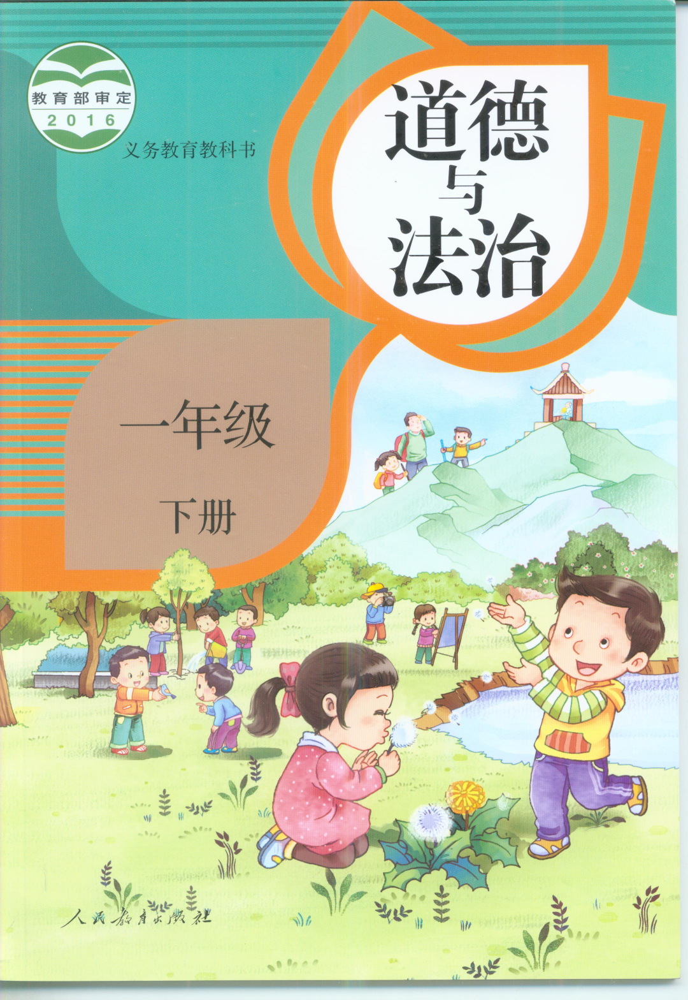 教育部审定
2016
义务教育教科书
道德
与
法治
一年级
下册
人民教育出版社